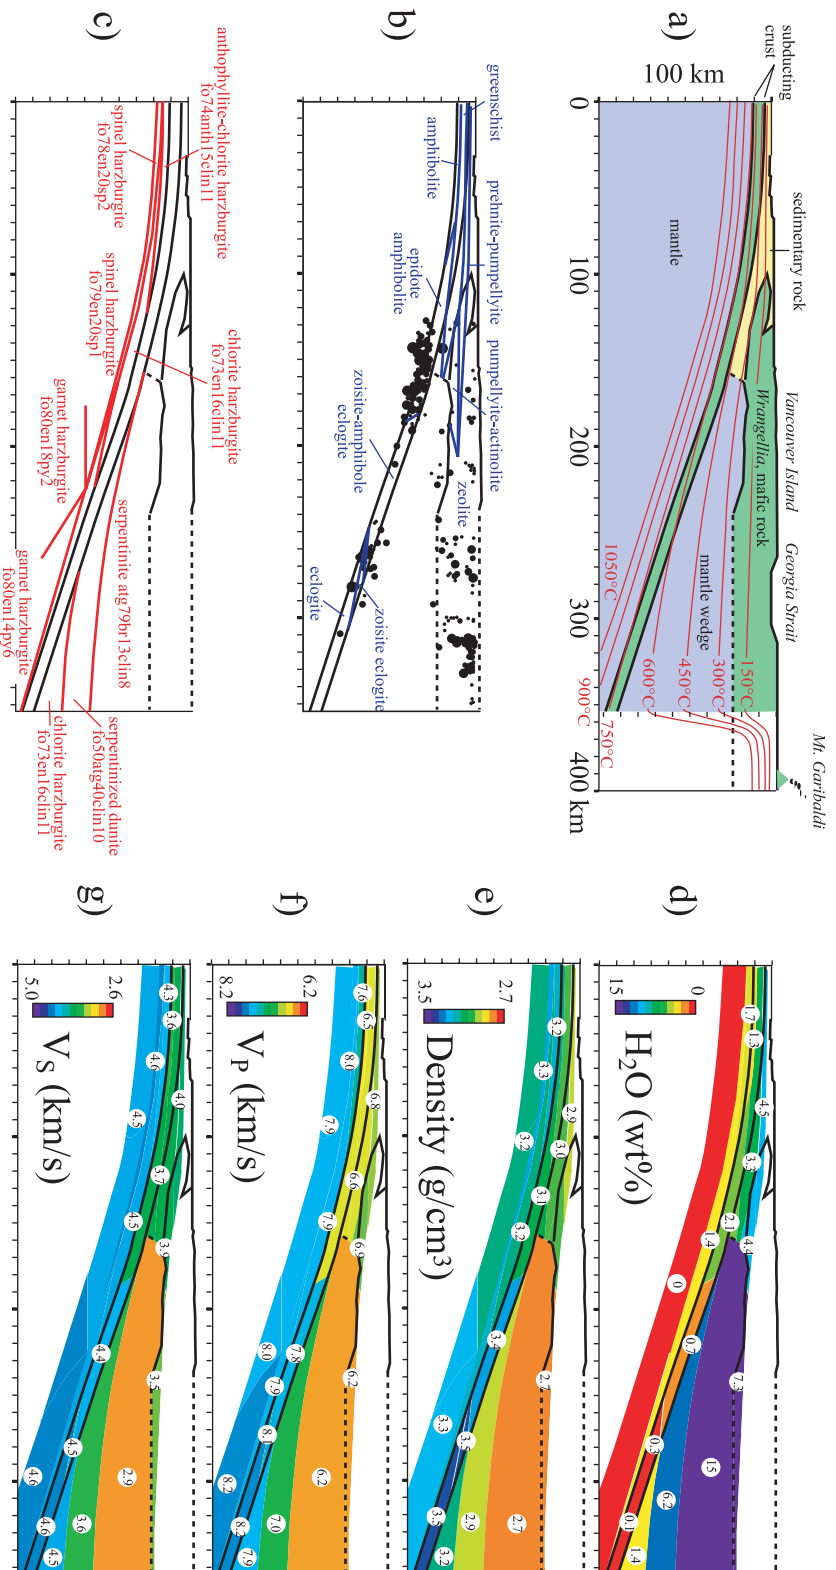 a)
100 km
0
100
200
300
400 km
subducting
crust
sedimentary rock
Vancouver Island
Georgia Strait
Mt. Garibaldi
Wrangellia, mafic rock
mantle
mantle wedge
150°C
300°C
450°C
600°C
750°C
900°C
1050°C
b)
greenschist
amphibolite
prehnite-pumpellyite
epidote
amphibolite
pumpellyite-actinolite
zeolite
zoisite-amphibole
eclogite
zoisite eclogite
eclogite
c)
anthophyllite-chlorite harzburgite
fo74anth15clin11
spinel harzburgite
fo78en20sp2
chlorite harzburgite
fo73en16clin11
spinel harzburgite
fo79en20sp1
garnet harzburgite
fo80en18py2
serpentinite atg79br13clin8
garnet harzburgite
fo80en14py6
serpentinized dunite
fo50atg40clin10
chlorite harzburgite
fo73en16clin11
d)
0
15
H2O (wt%)
1.7
1.3
4.5
3.3
2.1
4.4
1.4
0
0.7
7.3
0.3
15
6.2
0.1
1.4
e)
2.7
3.5
Density (g/cm³)
3.2
3.3
2.9
3.2
3.0
3.1
3.2
3.4
2.7
3.3
3.5
2.7
2.9
3.5
3.2
f)
6.2
8.2
VP (km/s)
7.6
6.5
8.0
6.8
7.9
6.6
7.9
6.9
8.0
7.8
7.9
6.2
8.1
6.2
8.2
7.0
8.2
7.9
g)
2.6
5.0
VS (km/s)
4.3
3.6
4.6
4.0
4.5
3.7
4.5
3.9
4.4
3.5
4.5
2.9
4.6
3.6
4.6
4.5